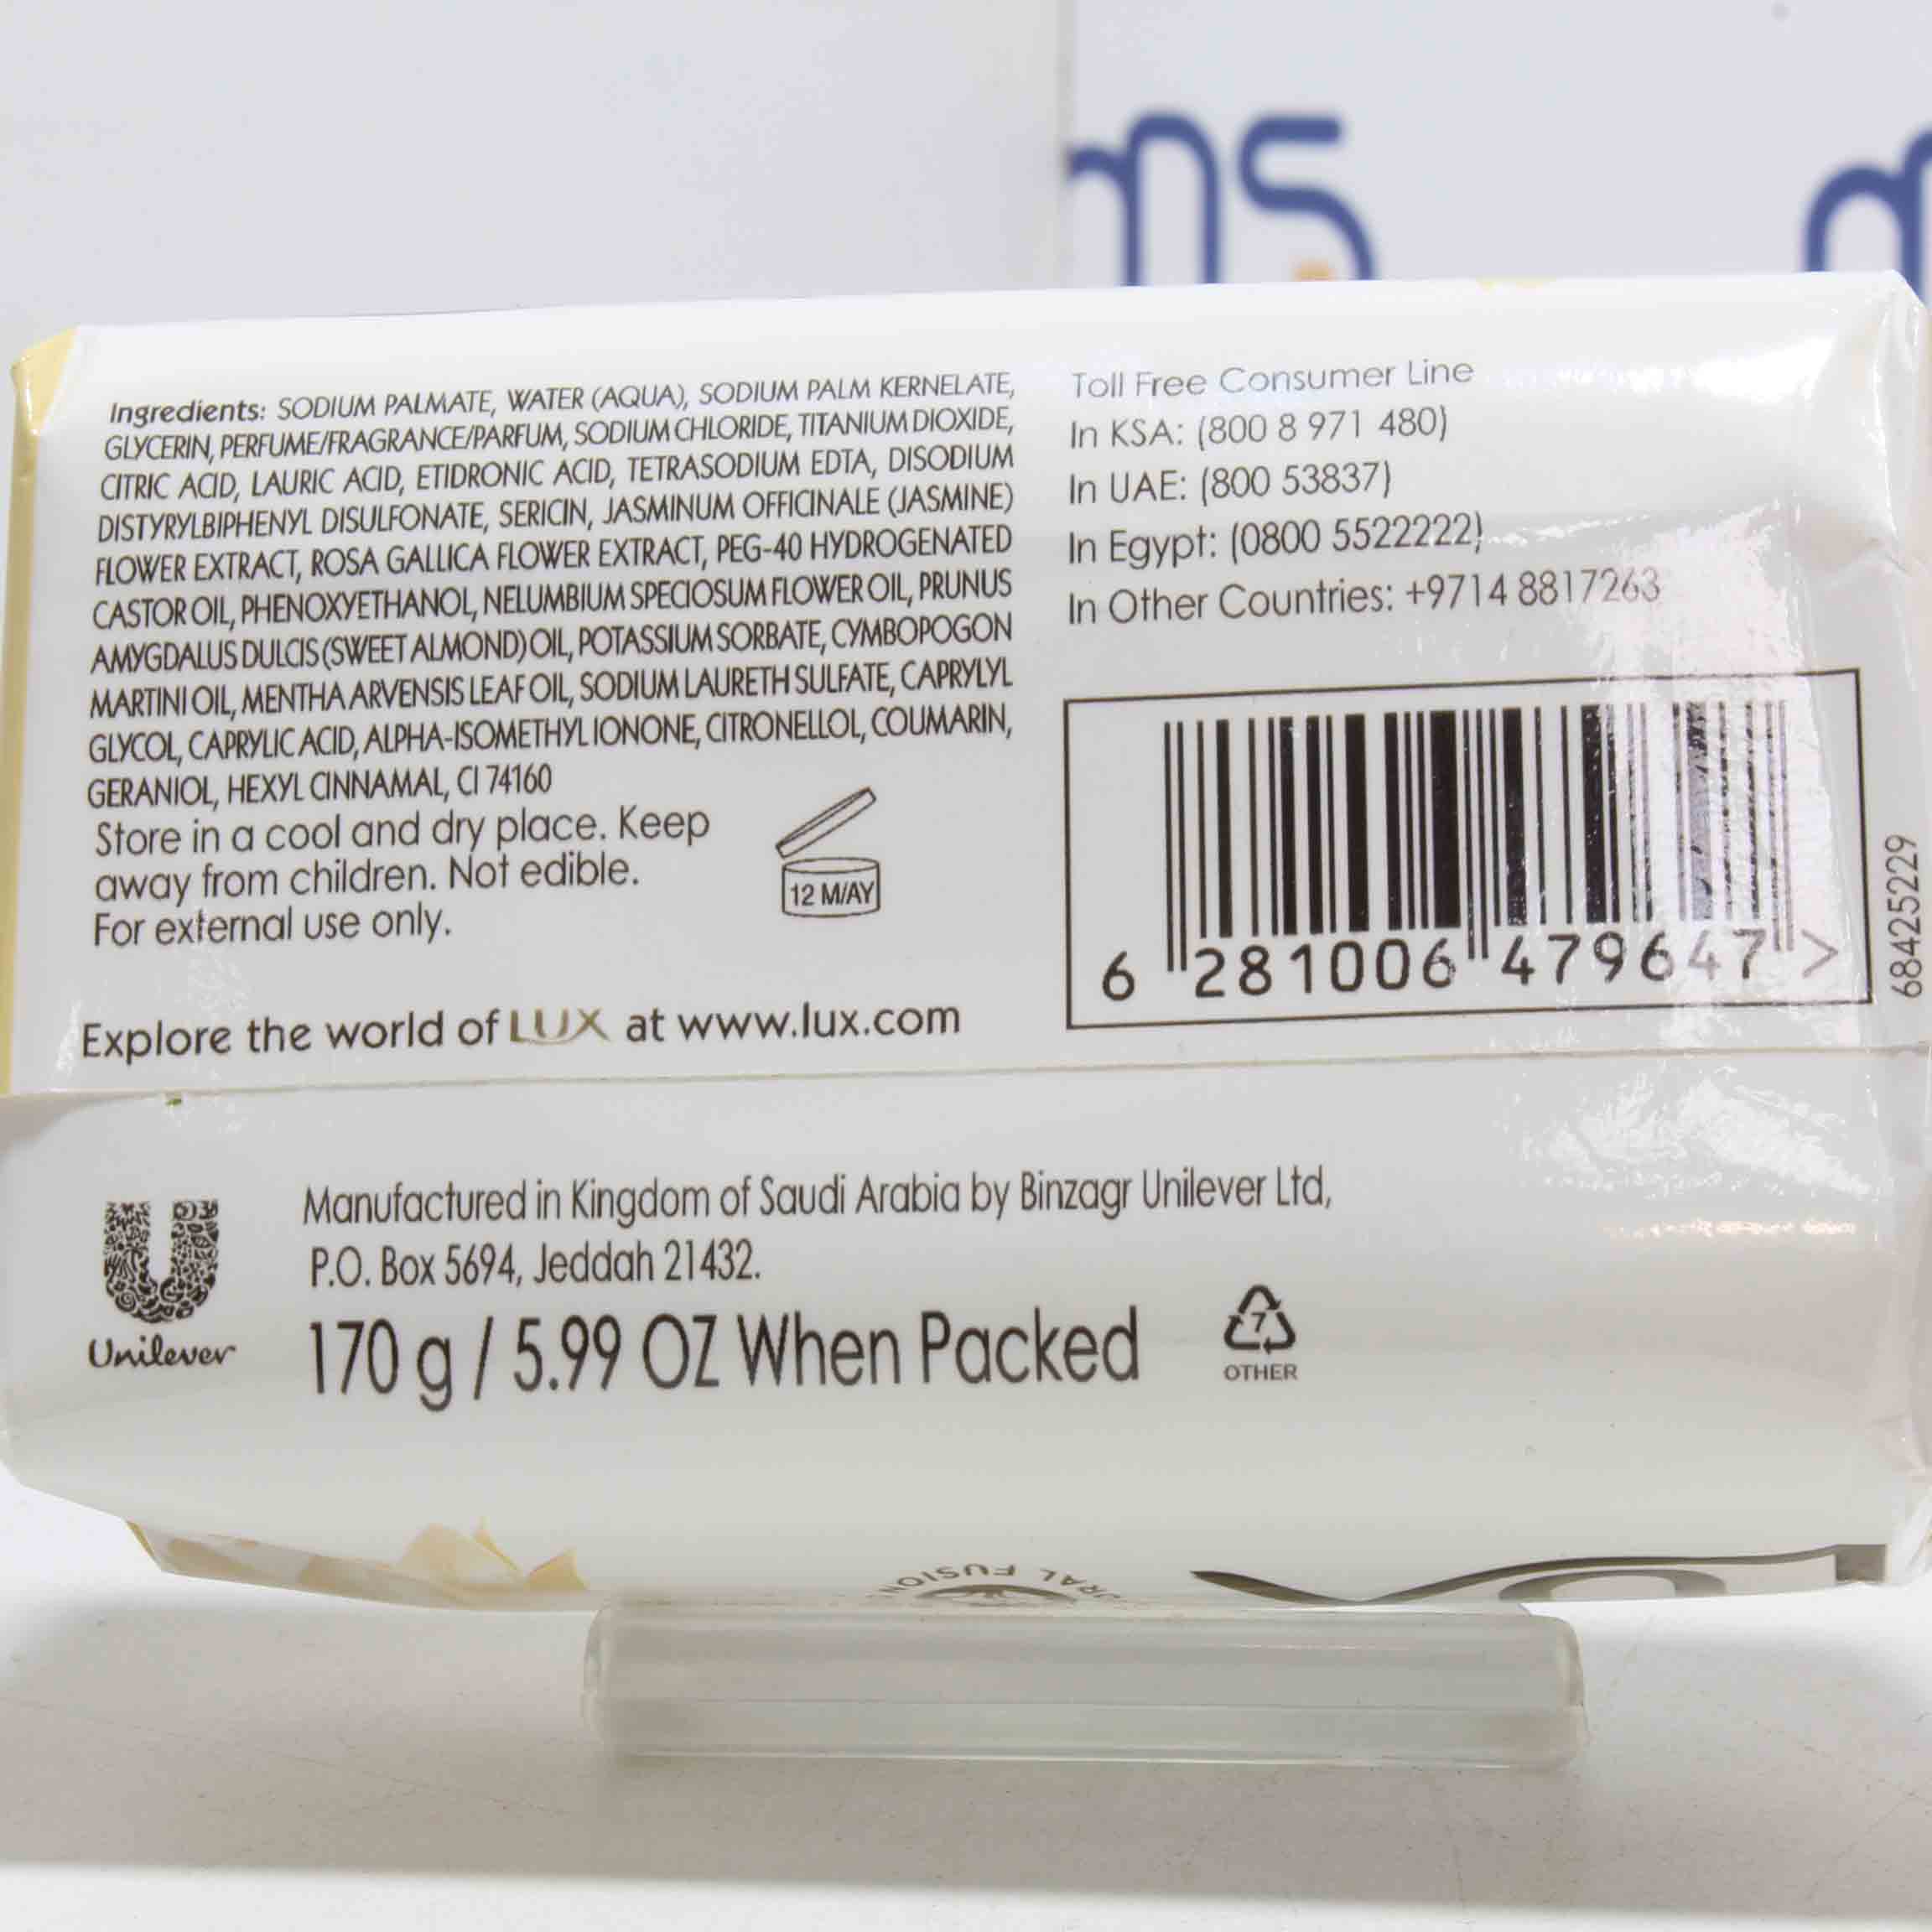 ms
Ingredients: SODIUM PALMATE, WATER (AQUA), SODIUM PALM KERNELATE,
GLYCERIN, PERFUME/FRAGRANCE/PARFUM, SODIUM CHLORIDE, TITANIUM DIOXIDE,
CITRIC ACID, LAURIC ACID, ETIDRONIC ACID, TETRASODIUM EDTA, DISODIUM
DISTYRYLBIPHENYL DISULFONATE, SERICIN, JASMINUM OFFICINALE (JASMINE)
FLOWER EXTRACT, ROSA GALLICA FLOWER EXTRACT, PEG-40 HYDROGENATED
CASTOR OIL, PHENOXYETHANOL, NELUMBIUM SPECIOSUM FLOWER OIL, PRUNUS
AMYGDALUS DULCIS (SWEET ALMOND) OIL, POTASSIUM SORBATE, CYMBOPOGON
MARTINI OIL, MENTHA ARVENSIS LEAF OIL, SODIUM LAURETH SULFATE, CAPRYLYL
GLYCOL, CAPRYLIC ACID, ALPHA-ISOMETHYL IONONE, CITRONELLOL, COUMARIN,
GERANIOL, HEXYL CINNAMAL, CI 74160
Store in a cool and dry place. Keep
away from children. Not edible.
For external use only.
12 M/AY
Explore the world of LUX at www.lux.com
Toll Free Consumer Line
In KSA: (800 8 971 480)
In UAE: (800 53837)
In Egypt: (0800 5522222)
In Other Countries: +9714 8817263
6 281006 479647 >
68425229
Unilever
Manufactured in Kingdom of Saudi Arabia by Binzagr Unilever Ltd,
P.O. Box 5694, Jeddah 21432.
170 g / 5.99 OZ When Packed
7
OTHER